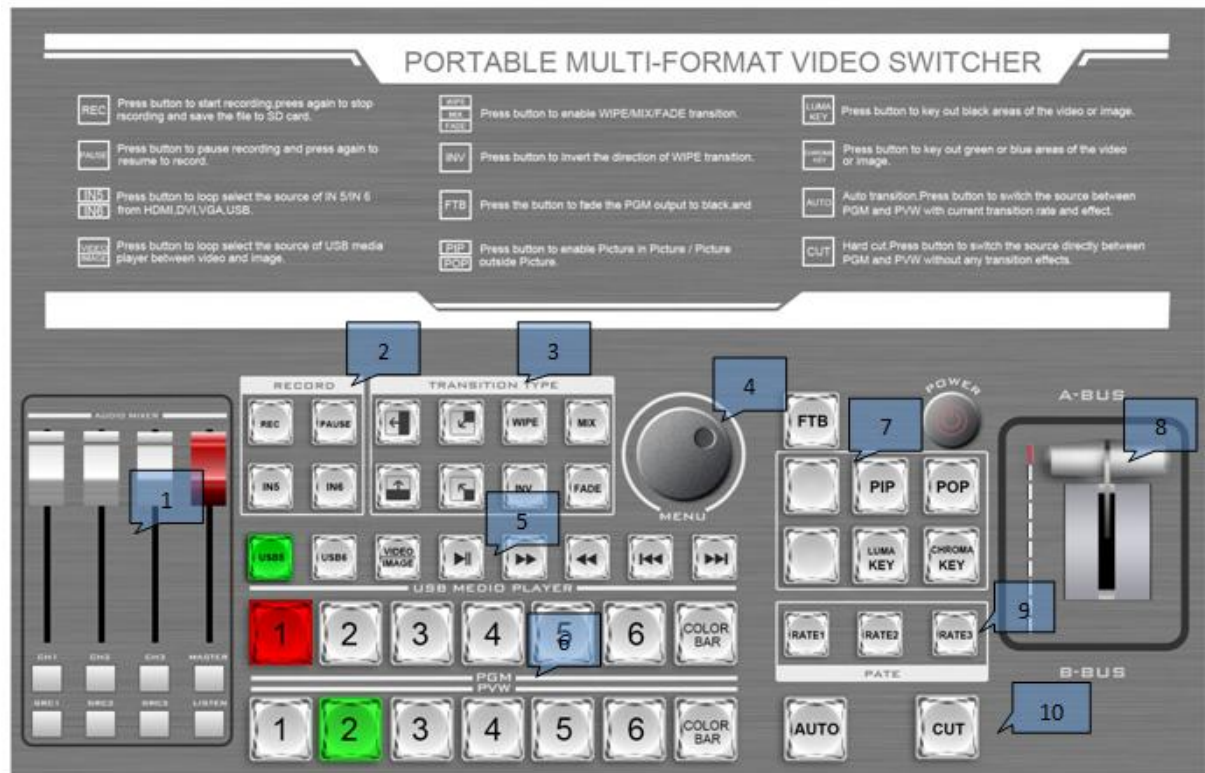 PORTABLE MULTI-FORMAT VIDEO SWITCHER
REC
Press button to start recording,prees again to stop
rscording and save the file to SD card.
PAUSE
Press button to pause recording and press again to
resume to record.
IN5
IN6
Press button to loop select the source of IN 5/IN 6
from HDMI,DVI,VGA,USB.
VIDEO
IMAGE
Press button to loop select the source of USB media
player between video and image.
WIPE
MIX
FADE
Press button to enable WIPE/MIX/FADE transition.
INV
Press button to Invert the direction of WIPE transition.
FTB
Press the button to fade the PGM output to black,and
PIP
POP
Press button to enable Picture in Picture / Picture
outside Picture.
LUMA
KEY
Press button to key out black areas of the video or image.
CHROMA
KEY
Press button to key out green or blue areas of the video
or image.
AUTO
Auto transition.Press button to switch the source between
PGM and PVW with current transition rate and effect.
CUT
Hard cut.Press button to switch the source directly between
PGM and PVW without any transition effects.
2
3
4
RECORD
TRANSITION TYPE
POWER
A-BUS
AUDIO MIXER
REC
PAUSE
WIPE
MIX
FTB
7
8
1
IN5
IN6
INV
FADE
MENU
PIP
POP
5
USB5
USB6
VIDEO
IMAGE
LUMA
KEY
CHROMA
KEY
USB MEDIO PLAYER
1 2 3 4 5 6 COLOR
BAR
6
RATE1
RATE2
RATE3
9
PATE
B-BUS
CH1
CH2
CH3
MASTER
PGM
PVW
SRC1
SRC2
SRC3
LISTEN
1 2 3 4 5 6 COLOR
BAR
AUTO
CUT
10